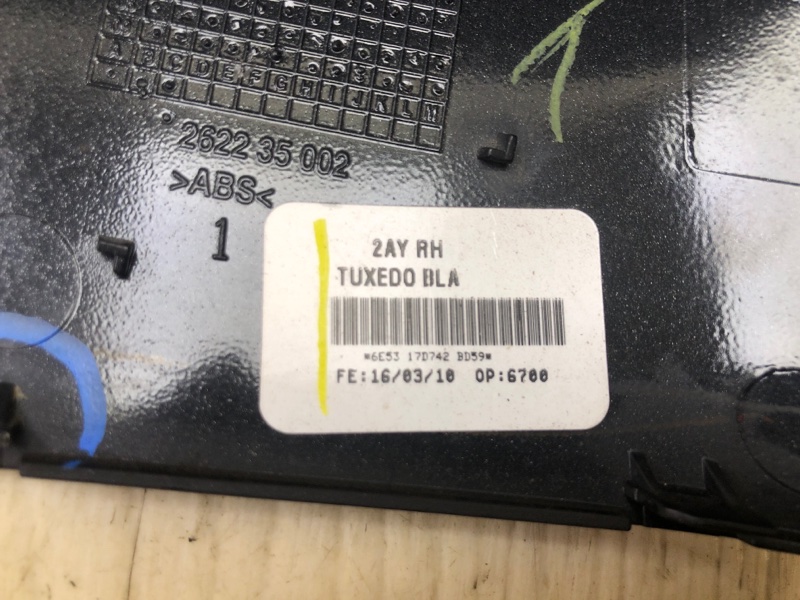 A B C D E F G H I J K L M
2622 35 002
>ABS<
1
2AY RH
TUXEDO BLA
*6E53 17D742 BD59*
FE:16/03/10 OP:6700